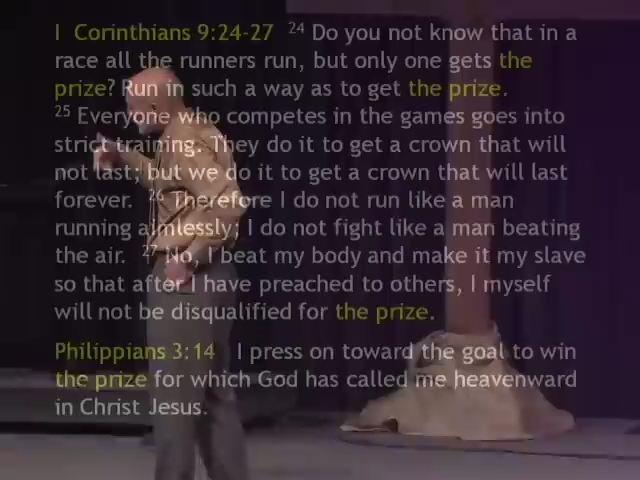 I Corinthians 9:24-27 24 Do you not know that in a
race all the runners run, but only one gets the
prize? Run in such a way as to get the prize.
25 Everyone who competes in the games goes into
strict training. They do it to get a crown that will
not last; but we do it to get a crown that will last
forever. 26 Therefore I do not run like a man
running aimlessly; I do not fight like a man beating
the air. 27 No, I beat my body and make it my slave
so that after I have preached to others, I myself
will not be disqualified for the prize.
Philippians 3:14 I press on toward the goal to win
the prize for which God has called me heavenward
in Christ Jesus.